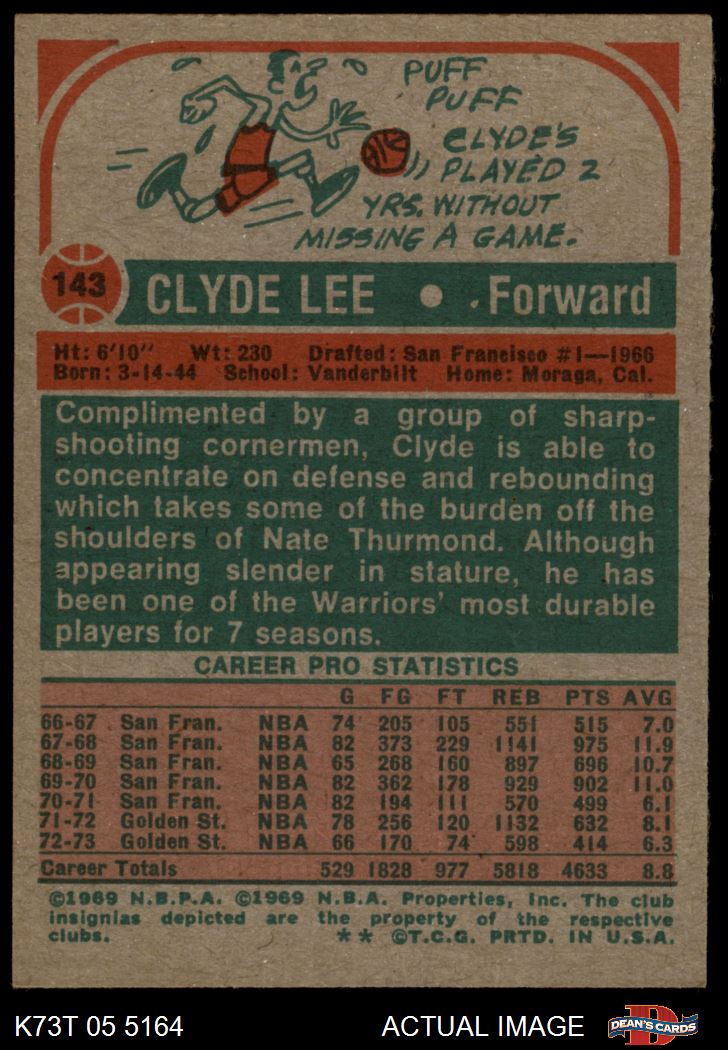 PUFF
PUFF
CLYDE'S
PLAYED 2
YRS. WITHOUT
MISSING A GAME.
143 CLYDE LEE • Forward
Ht: 6'10" Wt: 230 Drafted: San Francisco #1—1966
Born: 3-14-44 School: Vanderbilt Home: Moraga, Cal.
Complimented by a group of sharp-
shooting cornermen, Clyde is able to
concentrate on defense and rebounding
which takes some of the burden off the
shoulders of Nate Thurmond. Although
appearing slender in stature, he has
been one of the Warriors' most durable
players for 7 seasons.
CAREER PRO STATISTICS
G FG FT REB PTS AVG
66-67 San Fran. NBA 74 205 105 551 515 7.0
67-68 San Fran. NBA 82 373 229 1141 975 11.9
68-69 San Fran. NBA 65 268 160 897 696 10.7
69-70 San Fran. NBA 82 362 178 929 902 11.0
70-71 San Fran. NBA 82 194 111 570 499 6.1
71-72 Golden St. NBA 78 256 120 1132 632 8.1
72-73 Golden St. NBA 66 170 74 598 414 6.3
Career Totals 529 1828 977 5818 4633 8.8
©1969 N.B.P.A. ©1969 N.B.A. Properties, Inc. The club
insignias depicted are the property of the respective
clubs. ** ©T.C.G. PRTD. IN U.S.A.
K73T 05 5164 ACTUAL IMAGE D DEAN'S CARDS